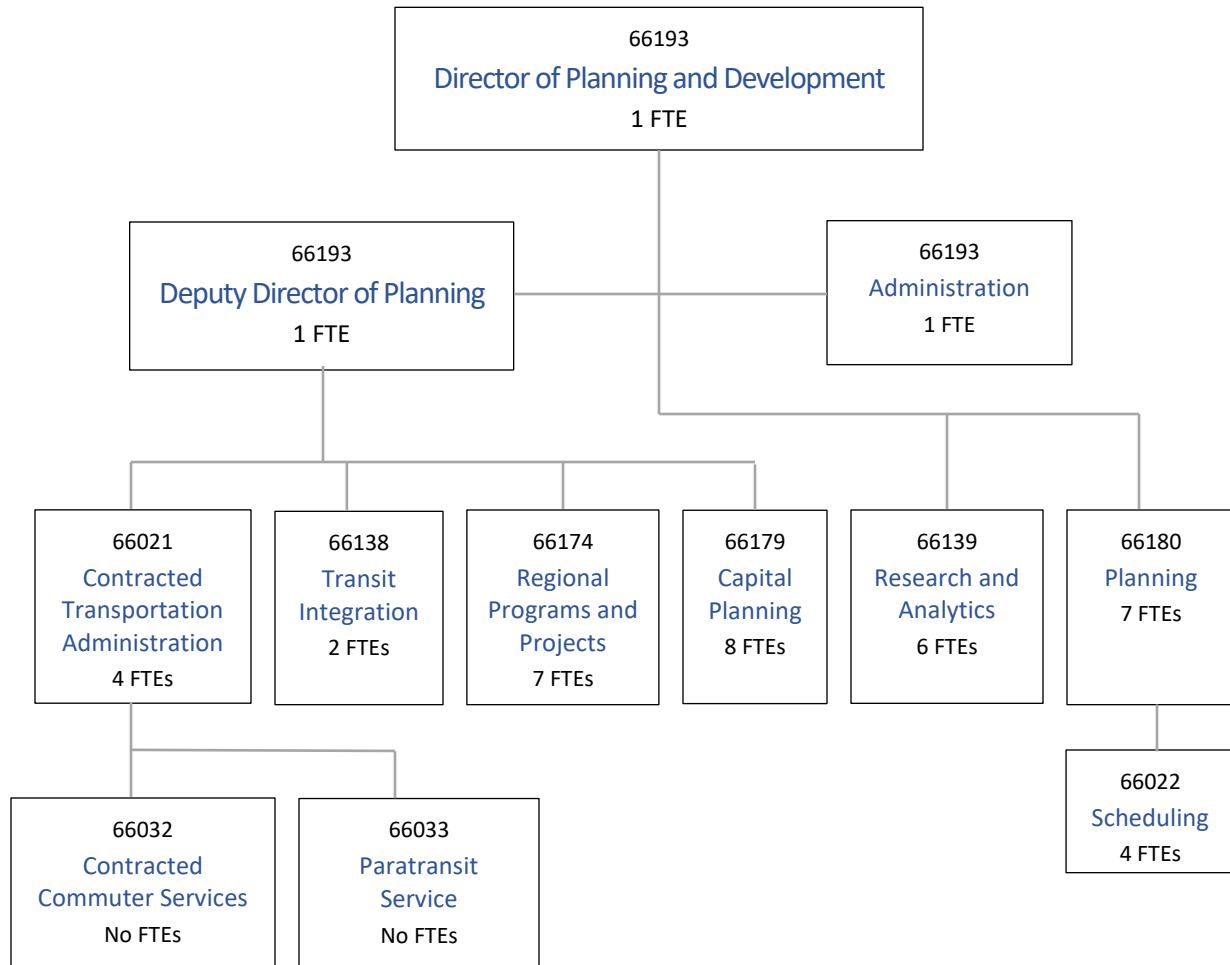 66193
Director of Planning and Development
1 FTE
66193
Deputy Director of Planning
1 FTE
66193
Administration
1 FTE
66021
Contracted
Transportation
Administration
4 FTEs
66138
Transit
Integration
2 FTEs
66174
Regional
Programs and
Projects
7 FTEs
66179
Capital
Planning
8 FTEs
66139
Research and
Analytics
6 FTEs
66180
Planning
7 FTEs
66032
Contracted
Commuter Services
No FTEs
66033
Paratransit
Service
No FTEs
66022
Scheduling
4 FTEs